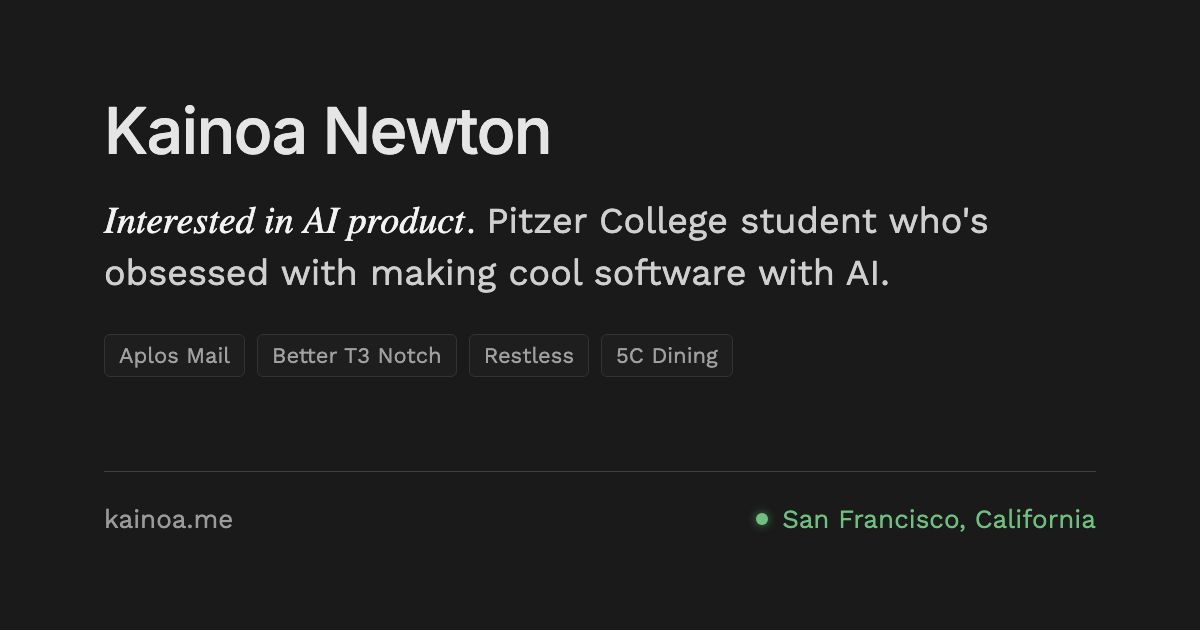 Kainoa Newton
Interested in AI product. Pitzer College student who's
obsessed with making cool software with AI.
Aplos Mail Better T3 Notch Restless 5C Dining
kainoa.me San Francisco, California